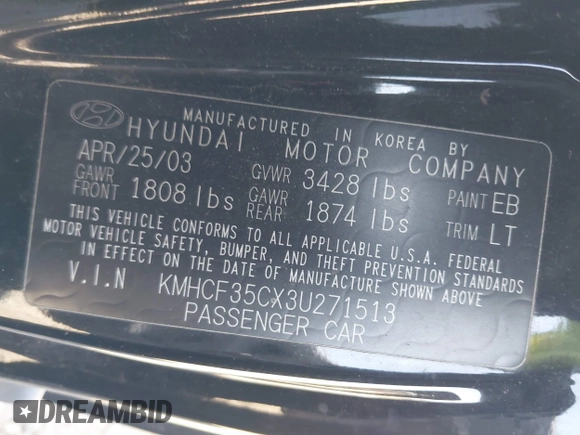 MANUFACTURED IN KOREA BY
HYUNDAI MOTOR COMPANY
APR/25/03 GVWR 3428 lbs PAINT EB
GAWR FRONT 1808 lbs GAWR REAR 1874 lbs TRIM LT
THIS VEHICLE CONFORMS TO ALL APPLICABLE U.S.A. FEDERAL
MOTOR VEHICLE SAFETY, BUMPER, AND THEFT PREVENTION STANDARDS
IN EFFECT ON THE DATE OF MANUFACTURE SHOWN ABOVE
V.I.N KMHCF35CX3U271513
PASSENGER CAR
DREAMBID